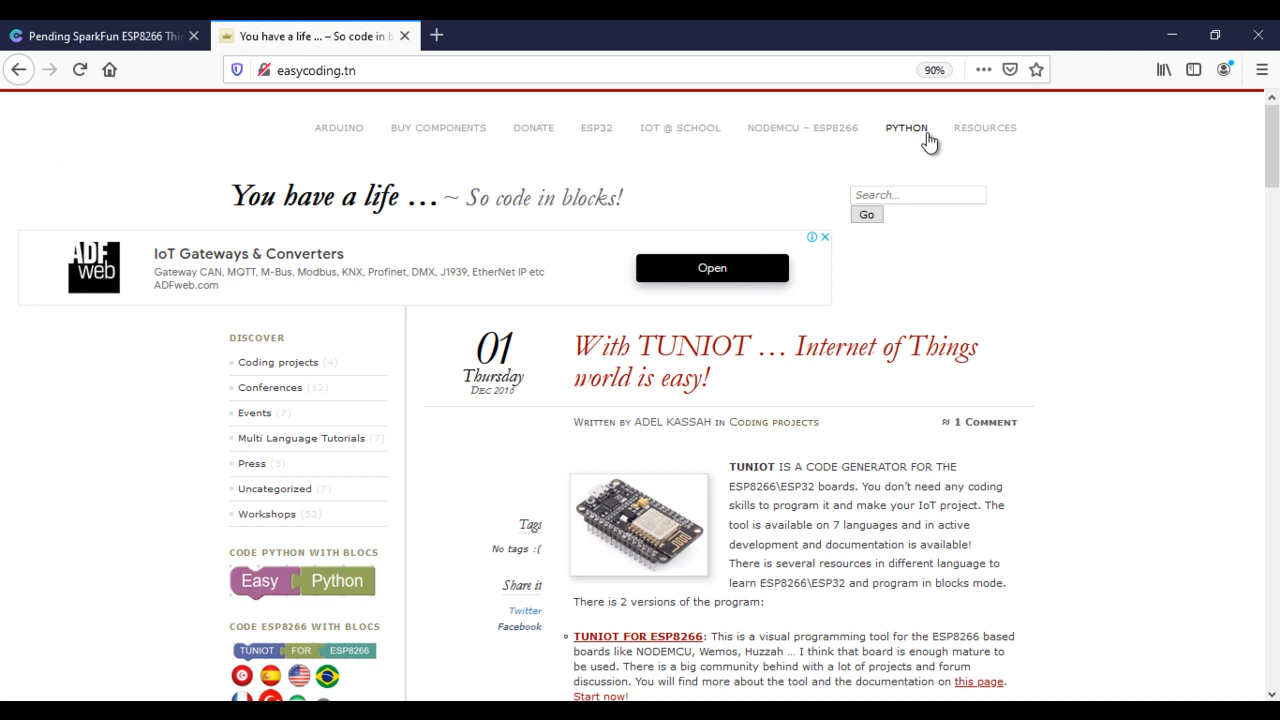 Pending SparkFun ESP8266 Thi
You have a life ... – So code in b
easycoding.tn
90%
ARDUINO BUY COMPONENTS DONATE ESP32 IOT @ SCHOOL NODEMCU – ESP8266 PYTHON RESOURCES
You have a life ... ~ So code in blocks!
Search...
Go
ADF web
IoT Gateways & Converters
Gateway CAN, MQTT, M-Bus, Modbus, KNX, Profinet, DMX, J1939, EtherNet IP etc
ADFweb.com
Open
DISCOVER
Coding projects (4)
Conferences (12)
Events (7)
Multi Language Tutorials (7)
Press (5)
Uncategorized (7)
Workshops (52)
CODE PYTHON WITH BLOCS
Easy Python
CODE ESP8266 WITH BLOCS
TUNIOT FOR ESP8266
01
Thursday
DEC 2016
With TUNIOT ... Internet of Things
world is easy!
WRITTEN BY ADEL KASSAH IN CODING PROJECTS
≈ 1 COMMENT
Tags
No tags :(
Share it
Twitter
Facebook
TUNIOT IS A CODE GENERATOR FOR THE
ESP8266\ESP32 boards. You don't need any coding
skills to program it and make your IoT project. The
tool is available on 7 languages and in active
development and documentation is available!
There is several resources in different language to
learn ESP8266\ESP32 and program in blocks mode.
There is 2 versions of the program:
TUNIOT FOR ESP8266: This is a visual programming tool for the ESP8266 based
boards like NODEMCU, Wemos, Huzzah ... I think that board is enough mature to
be used. There is a big community behind with a lot of projects and forum
discussion. You will find more about the tool and the documentation on this page.
Start now!